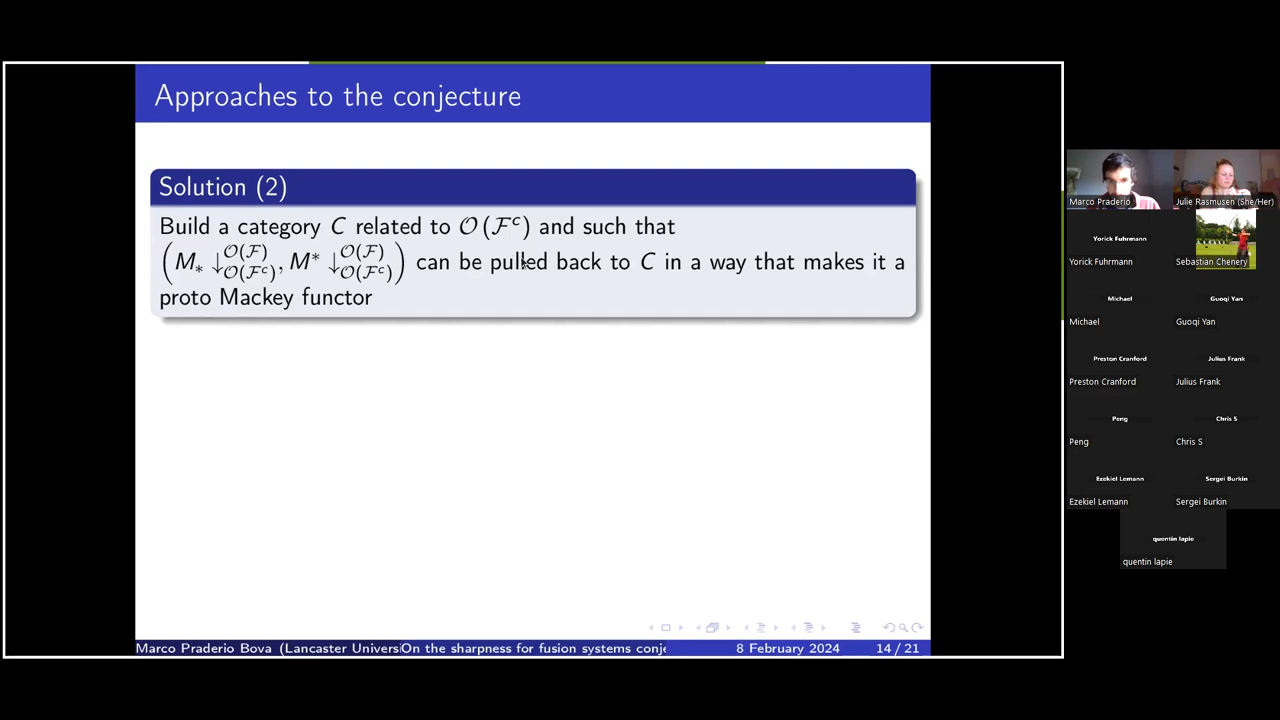 Approaches to the conjecture
Solution (2)
Build a category C related to 𝒪(ℱᶜ) and such that
(M_* ↓^{𝒪(ℱ)}_{𝒪(ℱᶜ)}, M^* ↓^{𝒪(ℱ)}_{𝒪(ℱᶜ)}) can be pulled back to C in a way that makes it a
proto Mackey functor
Marco Praderio Bova (Lancaster Universi
On the sharpness for fusion systems conje
8 February 2024
14 / 21
Marco Praderio
Julie Rasmusen (She/Her)
Yorick Fuhrmann
Yorick Fuhrmann
Sebastian Chenery
Michael
Guoqi Yan
Michael
Guoqi Yan
Preston Cranford
Julius Frank
Preston Cranford
Julius Frank
Peng
Chris S
Peng
Chris S
Ezekiel Lemann
Sergei Burkin
Ezekiel Lemann
Sergei Burkin
quentin lapie
quentin lapie